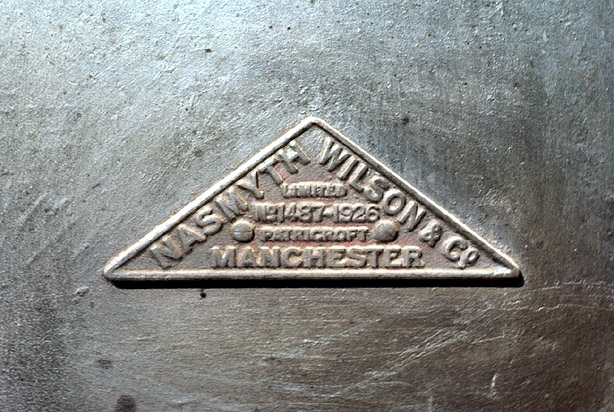 NASMYTH WILSON & Co
LIMITED
No 1487-1926
PATRICROFT
MANCHESTER